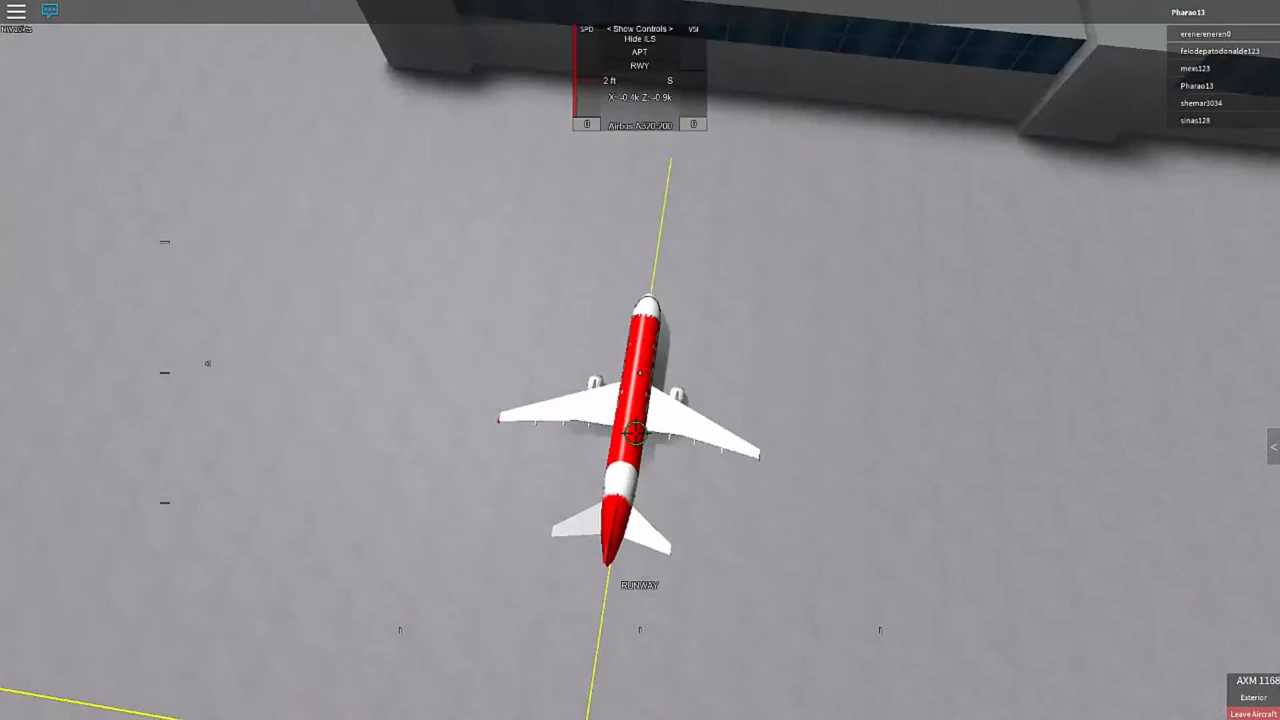 Pharao13
SPD < Show Controls > VSI
Hide ILS
APT
RWY
2 ft S
X: -0.4k Z: -0.9k
0 Airbus A320 200 0
erenereneren0
feiodepatodonalde123
mexs123
Pharao13
shemar3034
sinas128
<
RUNWAY
AXM 1168
Exterior
Leave Aircraft